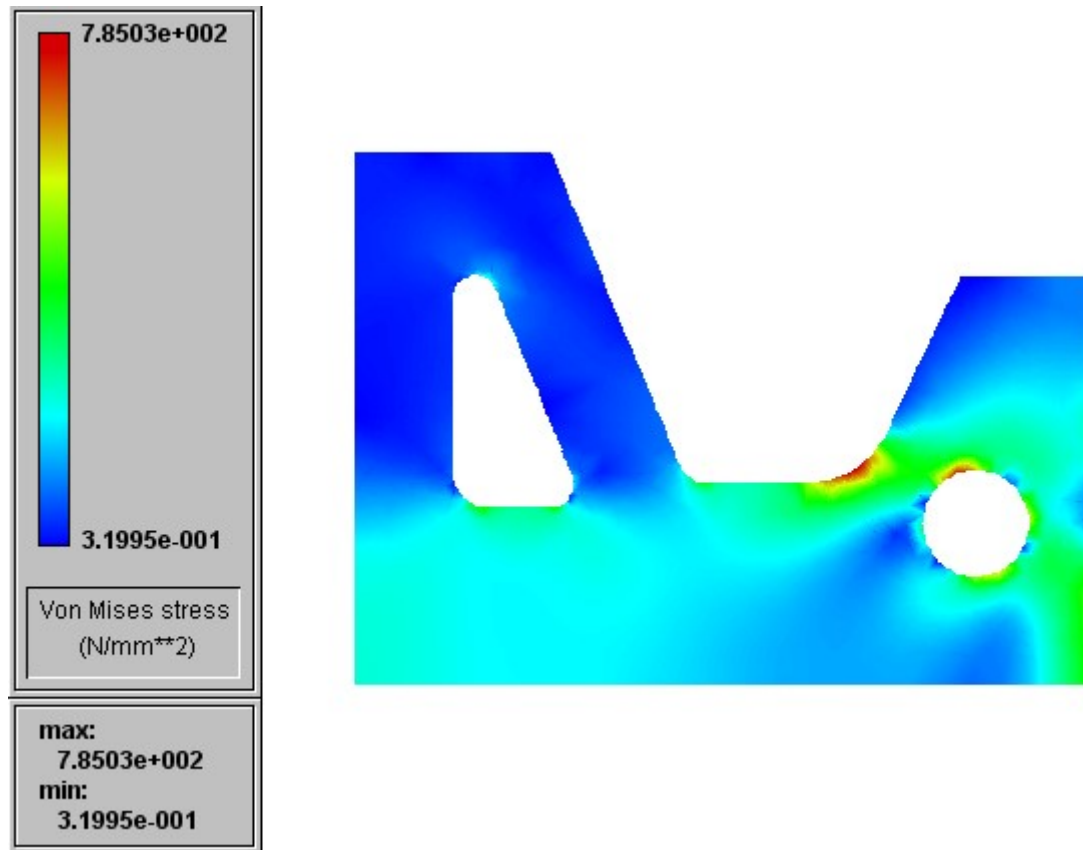 7.8503e+002
3.1995e-001
Von Mises stress
(N/mm**2)
max:
7.8503e+002
min:
3.1995e-001